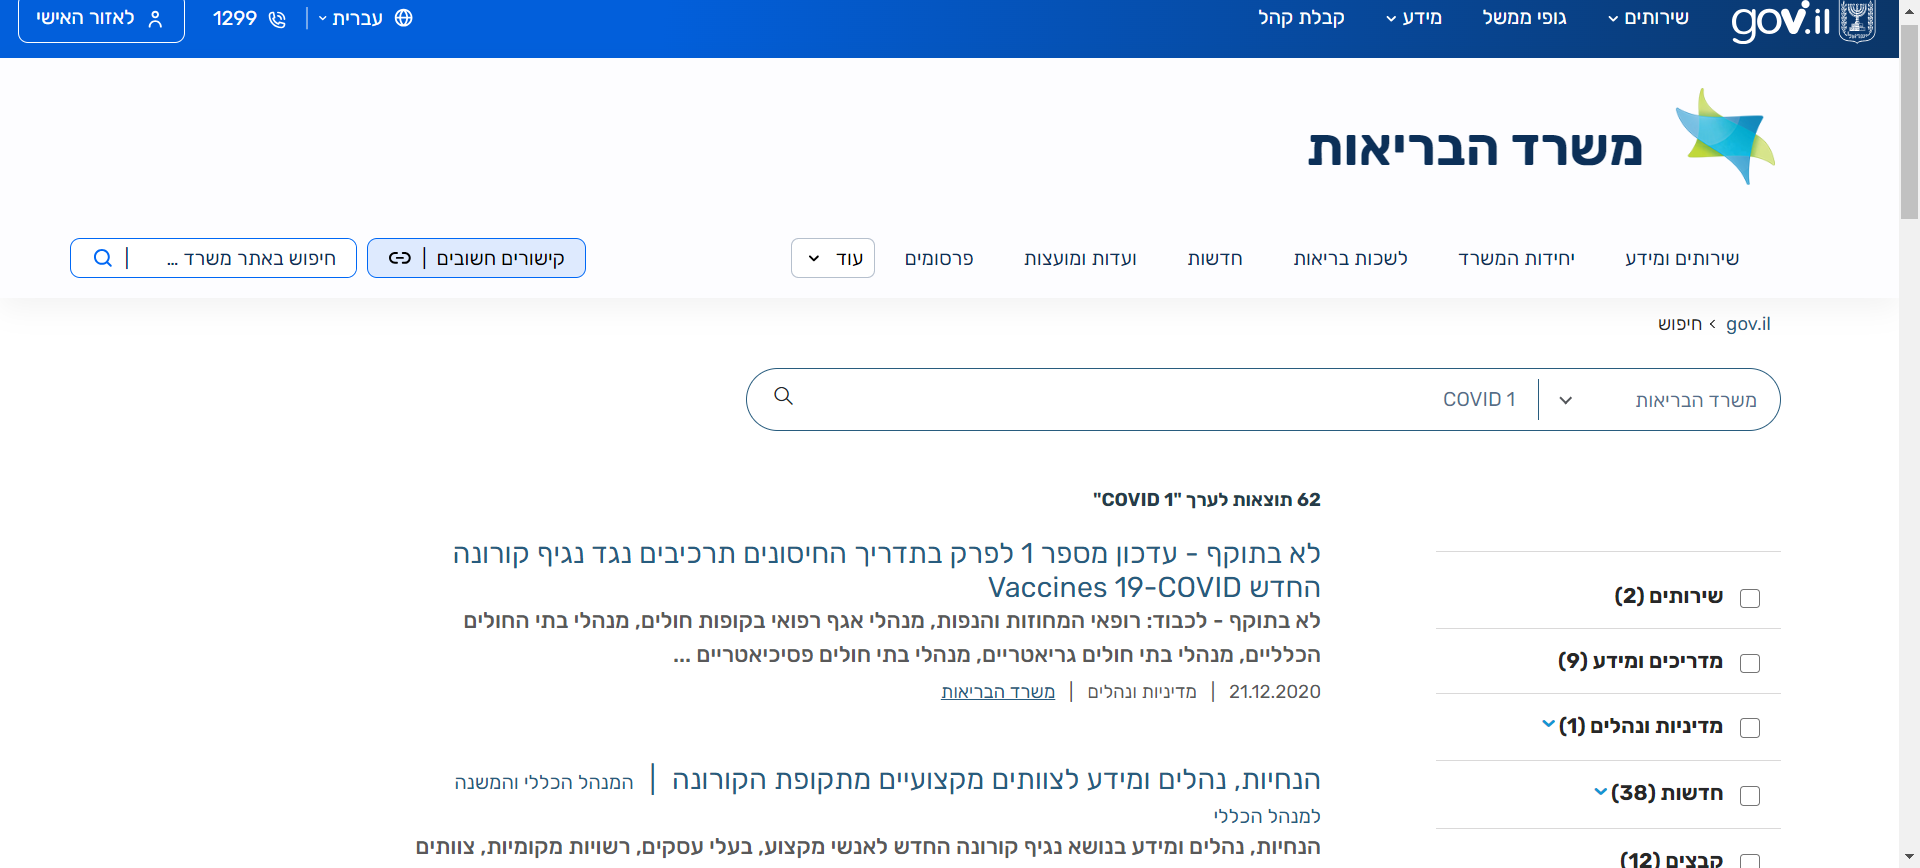 gov.il
שירותים
גופי ממשל
מידע
קבלת קהל
עברית
1299
לאזור האישי
משרד הבריאות
שירותים ומידע
יחידות המשרד
לשכות בריאות
חדשות
ועדות ומועצות
פרסומים
עוד
קישורים חשובים
חיפוש באתר משרד ...
gov.il › חיפוש
משרד הבריאות
COVID 1
62 תוצאות לערך "COVID 1"
לא בתוקף - עדכון מספר 1 לפרק בתדריך החיסונים תרכיבים נגד נגיף קורונה
החדש Vaccines 19-COVID
לא בתוקף - לכבוד: רופאי המחוזות והנפות, מנהלי אגף רפואי בקופות חולים, מנהלי בתי החולים
הכלליים, מנהלי בתי חולים גריאטריים, מנהלי בתי חולים פסיכיאטריים ...
21.12.2020 | מדיניות ונהלים | משרד הבריאות
הנחיות, נהלים ומידע לצוותים מקצועיים מתקופת הקורונה | המנהל הכללי והמשנה
למנהל הכללי
הנחיות, נהלים ומידע בנושא נגיף קורונה החדש לאנשי מקצוע, בעלי עסקים, רשויות מקומיות, צוותים
שירותים (2)
מדריכים ומידע (9)
מדיניות ונהלים (1)
חדשות (38)
קבצים (12)